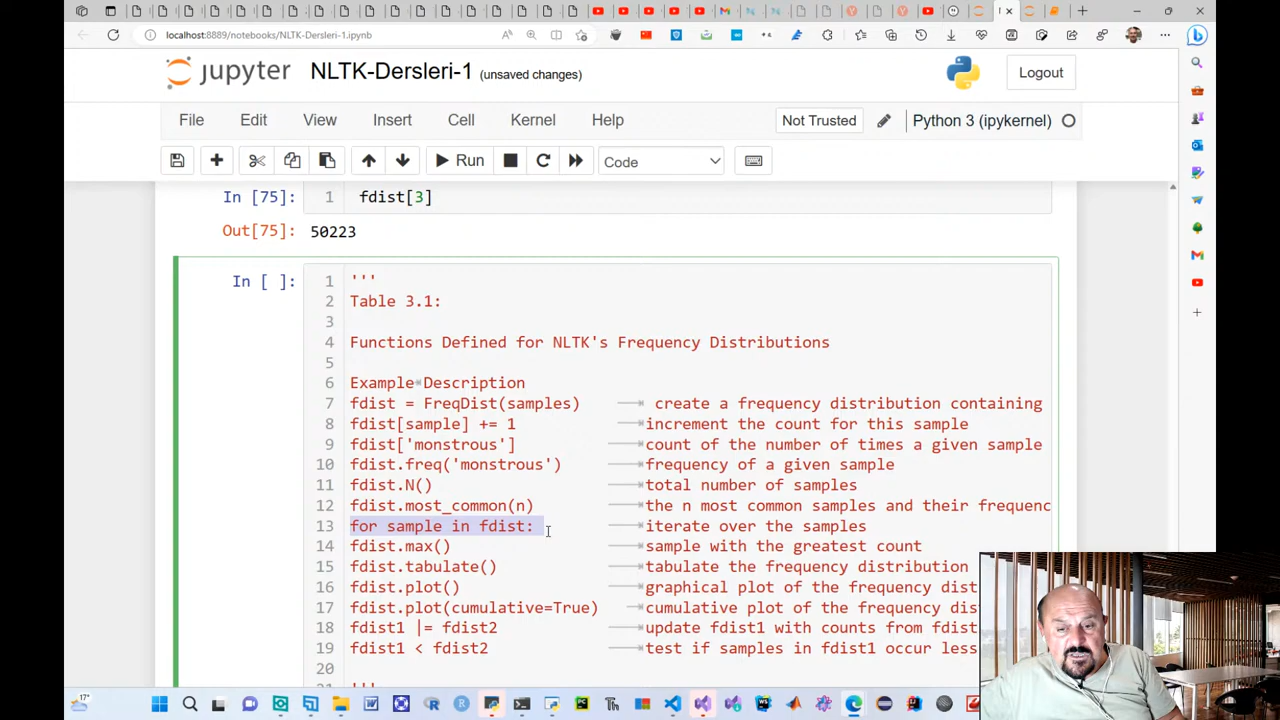 localhost:8889/notebooks/NLTK-Dersleri-1.ipynb
jupyter NLTK-Dersleri-1 (unsaved changes) Logout
File Edit View Insert Cell Kernel Help Not Trusted Python 3 (ipykernel)
Run Code
In [75]: 1 fdist[3]
Out[75]: 50223
In [ ]: 1 '''
2 Table 3.1:
3
4 Functions Defined for NLTK's Frequency Distributions
5
6 Example Description
7 fdist = FreqDist(samples) create a frequency distribution containing
8 fdist[sample] += 1 increment the count for this sample
9 fdist['monstrous'] count of the number of times a given sample
10 fdist.freq('monstrous') frequency of a given sample
11 fdist.N() total number of samples
12 fdist.most_common(n) the n most common samples and their frequenc
13 for sample in fdist: iterate over the samples
14 fdist.max() sample with the greatest count
15 fdist.tabulate() tabulate the frequency distribution
16 fdist.plot() graphical plot of the frequency dist
17 fdist.plot(cumulative=True) cumulative plot of the frequency dis
18 fdist1 |= fdist2 update fdist1 with counts from fdist
19 fdist1 < fdist2 test if samples in fdist1 occur less
20
17°